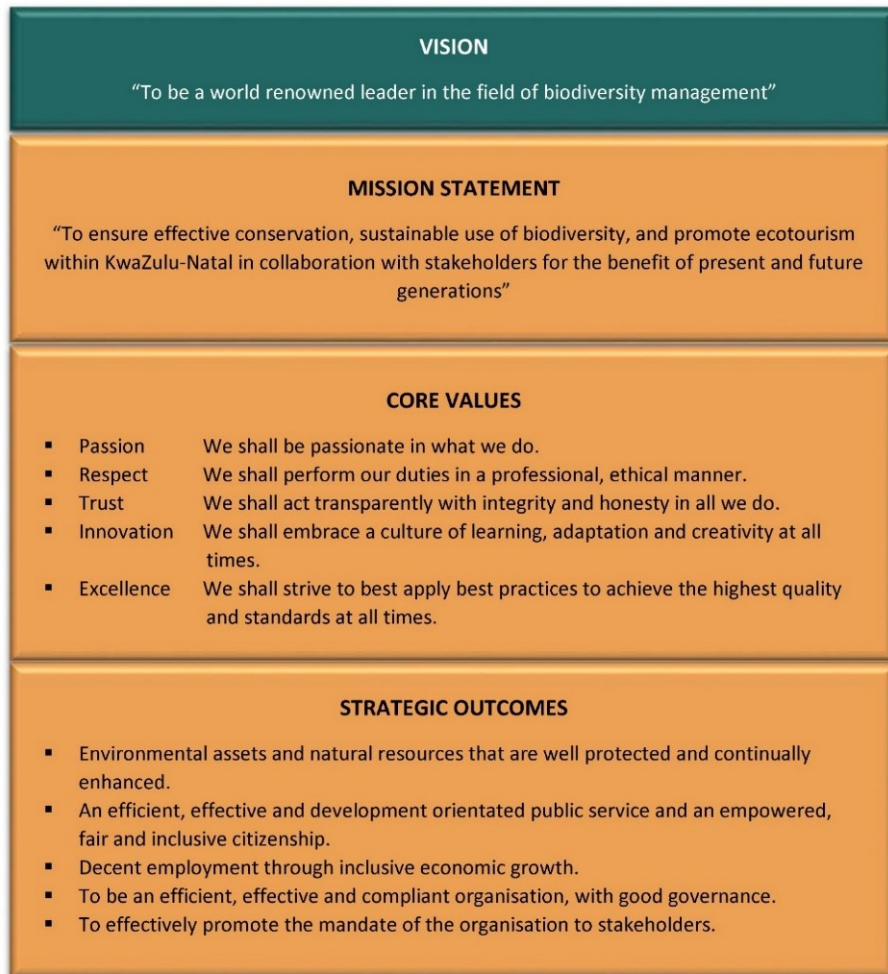 VISION
“To be a world renowned leader in the field of biodiversity management”
MISSION STATEMENT
“To ensure effective conservation, sustainable use of biodiversity, and promote ecotourism
within KwaZulu-Natal in collaboration with stakeholders for the benefit of present and future
generations”
CORE VALUES
▪ Passion We shall be passionate in what we do.
▪ Respect We shall perform our duties in a professional, ethical manner.
▪ Trust We shall act transparently with integrity and honesty in all we do.
▪ Innovation We shall embrace a culture of learning, adaptation and creativity at all
times.
▪ Excellence We shall strive to best apply best practices to achieve the highest quality
and standards at all times.
STRATEGIC OUTCOMES
▪ Environmental assets and natural resources that are well protected and continually
enhanced.
▪ An efficient, effective and development orientated public service and an empowered,
fair and inclusive citizenship.
▪ Decent employment through inclusive economic growth.
▪ To be an efficient, effective and compliant organisation, with good governance.
▪ To effectively promote the mandate of the organisation to stakeholders.